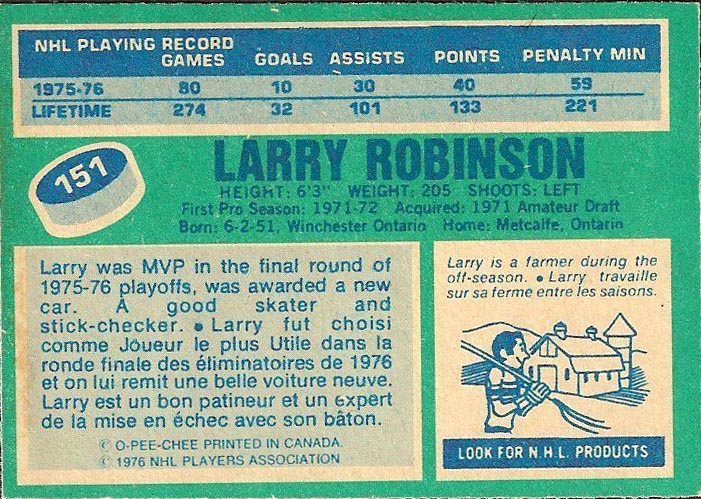 NHL PLAYING RECORD
GAMES GOALS ASSISTS POINTS PENALTY MIN
1975-76 80 10 30 40 59
LIFETIME 274 32 101 133 221
151
LARRY ROBINSON
HEIGHT: 6'3" WEIGHT: 205 SHOOTS: LEFT
First Pro Season: 1971-72 Acquired: 1971 Amateur Draft
Born: 6-2-51, Winchester Ontario Home: Metcalfe, Ontario
Larry was MVP in the final round of
1975-76 playoffs, was awarded a new
car. A good skater and
stick-checker. • Larry fut choisi
comme Joueur le plus Utile dans la
ronde finale des éliminatoires de 1976
et on lui remit une belle voiture neuve.
Larry est un bon patineur et un expert
de la mise en échec avec son bâton.
© O-PEE-CHEE PRINTED IN CANADA.
© 1976 NHL PLAYERS ASSOCIATION
Larry is a farmer during the
off-season. • Larry travaille
sur sa ferme entre les saisons.
LOOK FOR N.H.L. PRODUCTS